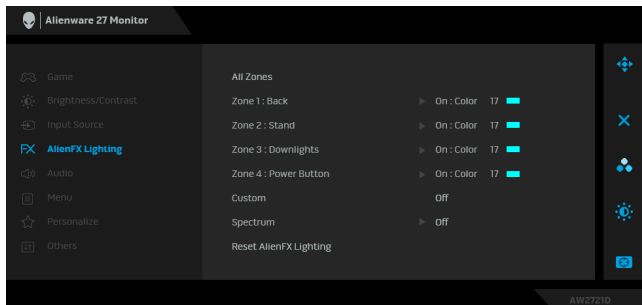 Alienware 27 Monitor
Game
Brightness/Contrast
Input Source
AlienFX Lighting
Audio
Menu
Personalize
Others
All Zones
Zone 1 : Back On : Color 17
Zone 2 : Stand On : Color 17
Zone 3 : Downlights On : Color 17
Zone 4 : Power Button On : Color 17
Custom Off
Spectrum Off
Reset AlienFX Lighting
AW2721D